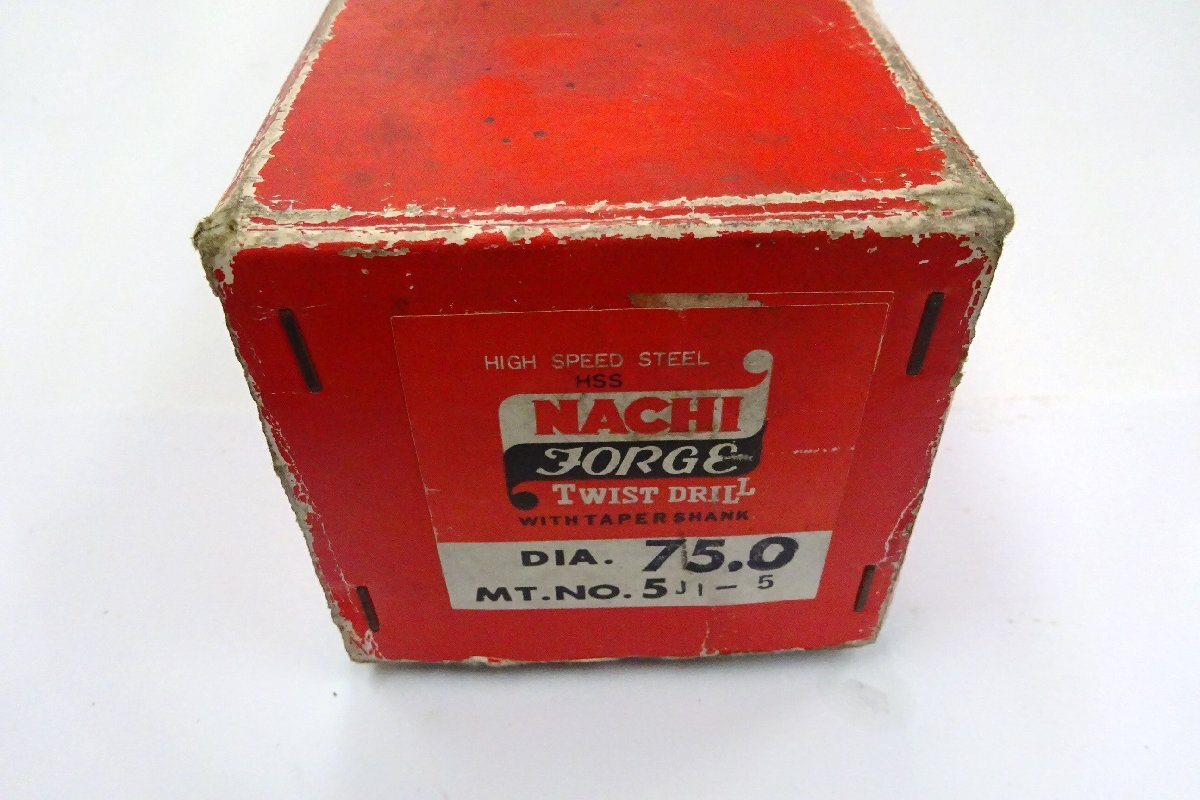 HIGH SPEED STEEL
HSS
NACHI
FORGE
TWIST DRILL
WITH TAPER SHANK
DIA. 75.0
MT.NO.5 J1-5